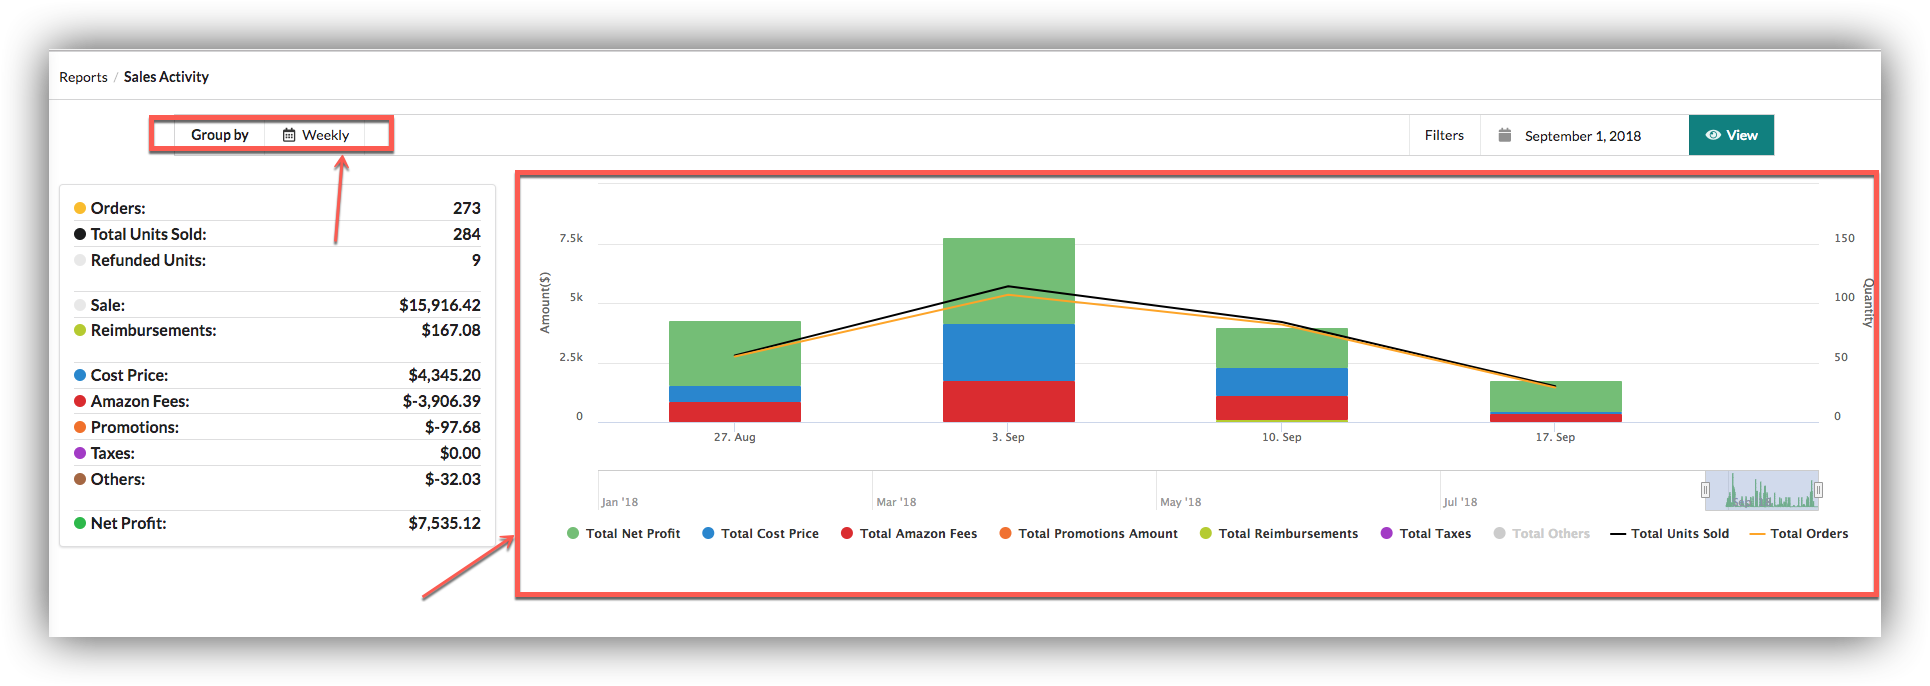 Reports / Sales Activity
Group by Weekly Filters September 1, 2018 View
Orders: 273
Total Units Sold: 284
Refunded Units: 9
Sale: $15,916.42
Reimbursements: $167.08
Cost Price: $4,345.20
Amazon Fees: $-3,906.39
Promotions: $-97.68
Taxes: $0.00
Others: $-32.03
Net Profit: $7,535.12
Amount($)
7.5k
5k
2.5k
0
150
100
50
0
Quantity
27. Aug 3. Sep 10. Sep 17. Sep
Jan '18 Mar '18 May '18 Jul '18
Total Net Profit Total Cost Price Total Amazon Fees Total Promotions Amount Total Reimbursements Total Taxes Total Others Total Units Sold Total Orders